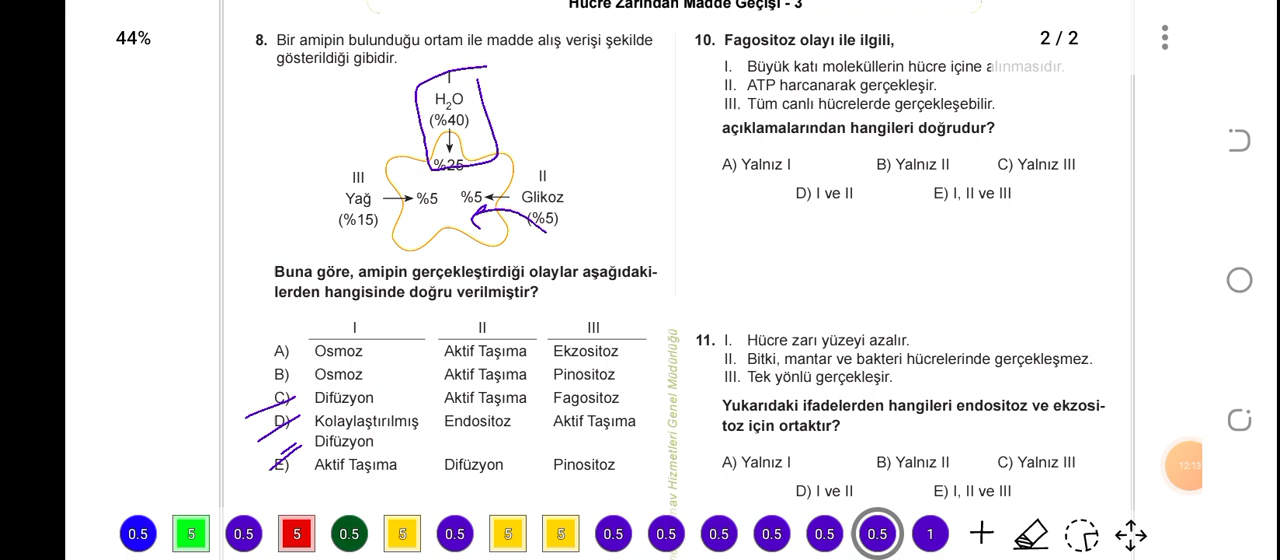 Hücre Zarından Madde Geçişi - 3
44%
2 / 2
8. Bir amipin bulunduğu ortam ile madde alış verişi şekilde
gösterildiği gibidir.
I
H₂O
(%40)
%25
III
Yağ
(%15)
%5
%5
II
Glikoz
(%5)
Buna göre, amipin gerçekleştirdiği olaylar aşağıdaki-
lerden hangisinde doğru verilmiştir?
I II III
A) Osmoz Aktif Taşıma Ekzositoz
B) Osmoz Aktif Taşıma Pinositoz
C) Difüzyon Aktif Taşıma Fagositoz
D) Kolaylaştırılmış Endositoz Aktif Taşıma
Difüzyon
E) Aktif Taşıma Difüzyon Pinositoz
10. Fagositoz olayı ile ilgili,
I. Büyük katı moleküllerin hücre içine alınmasıdır.
II. ATP harcanarak gerçekleşir.
III. Tüm canlı hücrelerde gerçekleşebilir.
açıklamalarından hangileri doğrudur?
A) Yalnız I B) Yalnız II C) Yalnız III
D) I ve II E) I, II ve III
11. I. Hücre zarı yüzeyi azalır.
II. Bitki, mantar ve bakteri hücrelerinde gerçekleşmez.
III. Tek yönlü gerçekleşir.
Yukarıdaki ifadelerden hangileri endositoz ve ekzosi-
toz için ortaktır?
A) Yalnız I B) Yalnız II C) Yalnız III
D) I ve II E) I, II ve III
Hizmetleri Genel Müdürlüğü
12:13
0.5 5 0.5 5 0.5 5 0.5 5 5 0.5 0.5 0.5 0.5 0.5 0.5 1